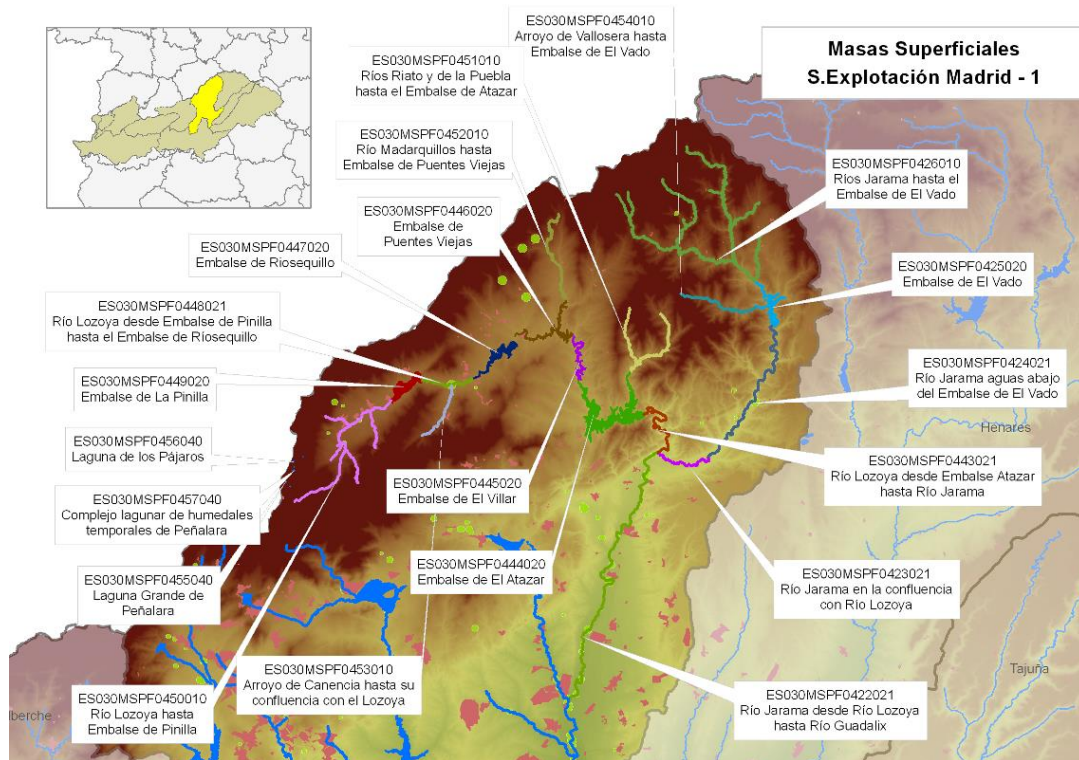 Masas Superficiales
S.Explotación Madrid - 1
ES030MSPF0454010
Arroyo de Vallosera hasta
Embalse de El Vado
ES030MSPF0451010
Ríos Riato y de la Puebla
hasta el Embalse de Atazar
ES030MSPF0452010
Río Madarquillos hasta
Embalse de Puentes Viejas
ES030MSPF0446020
Embalse de
Puentes Viejas
ES030MSPF0447020
Embalse de Riosequillo
ES030MSPF0448021
Río Lozoya desde Embalse de Pinilla
hasta el Embalse de Ríosequillo
ES030MSPF0449020
Embalse de La Pinilla
ES030MSPF0456040
Laguna de los Pájaros
ES030MSPF0457040
Complejo lagunar de humedales
temporales de Peñalara
ES030MSPF0455040
Laguna Grande de
Peñalara
ES030MSPF0450010
Río Lozoya hasta
Embalse de Pinilla
ES030MSPF0453010
Arroyo de Canencia hasta su
confluencia con el Lozoya
ES030MSPF0445020
Embalse de El Villar
ES030MSPF0444020
Embalse de El Atazar
ES030MSPF0426010
Ríos Jarama hasta el
Embalse de El Vado
ES030MSPF0425020
Embalse de El Vado
ES030MSPF0424021
Río Jarama aguas abajo
del Embalse de El Vado
Henares
ES030MSPF0443021
Río Lozoya desde Embalse Atazar
hasta Río Jarama
ES030MSPF0423021
Río Jarama en la confluencia
con Río Lozoya
Tajuña
ES030MSPF0422021
Río Jarama desde Río Lozoya
hasta Río Guadalix
lberche